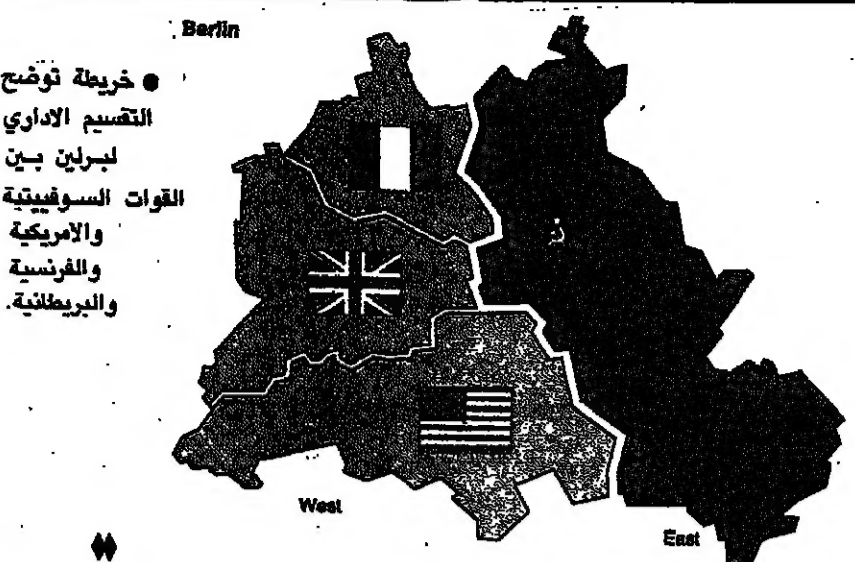 Berlin
● خريطة توضح
التقسيم الاداري
لبرلين بين
القوات السوفييتية
والامريكية
والفرنسية
والبريطانية.
West
East